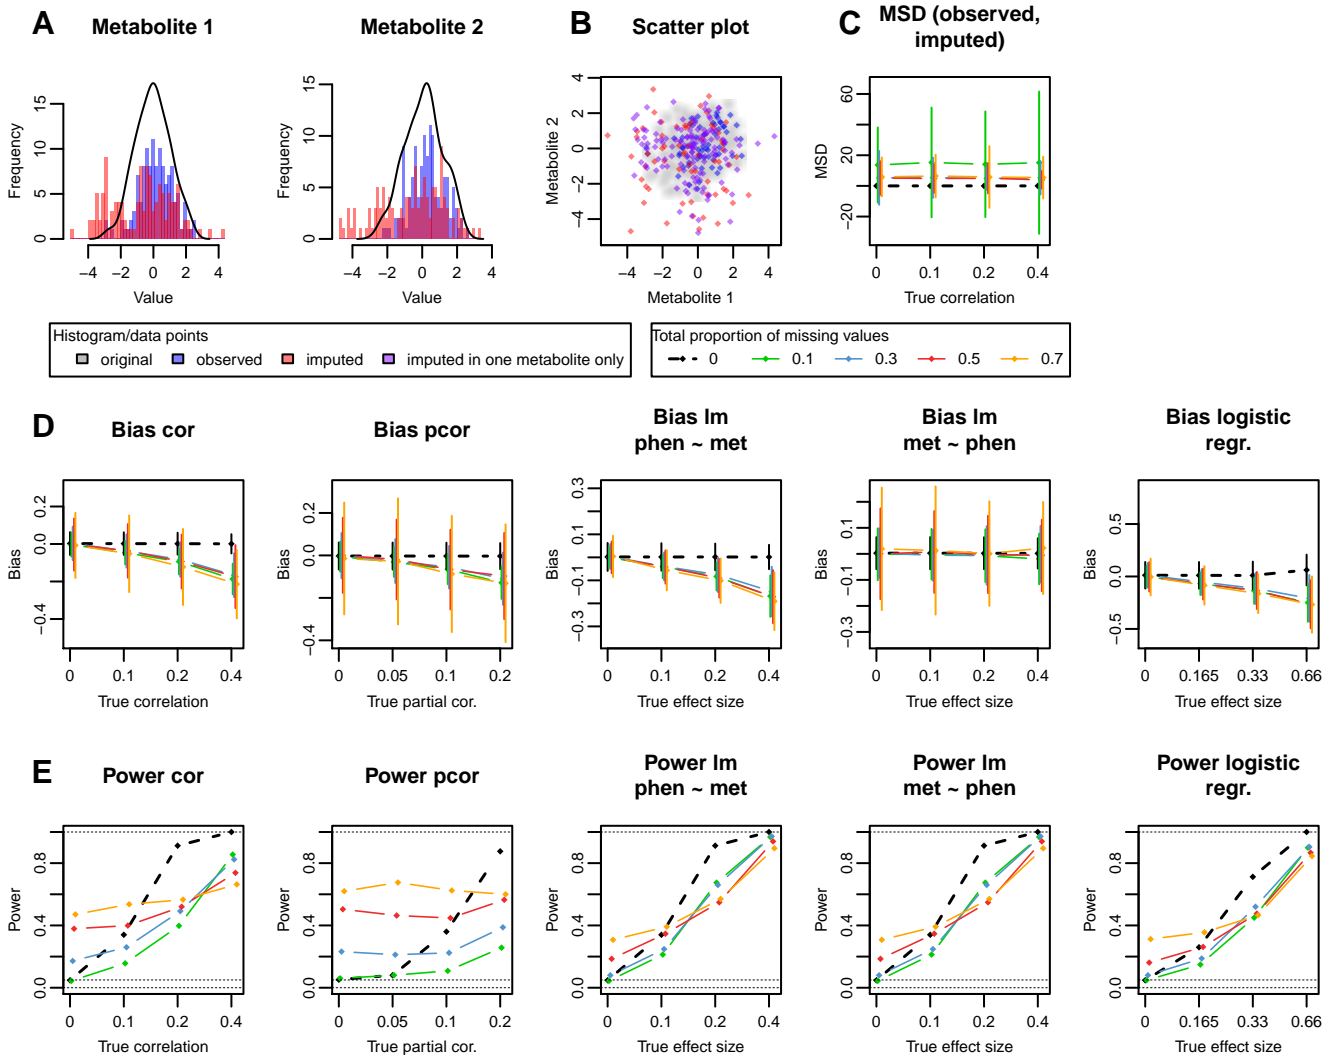 A
Metabolite 1
Metabolite 2
B
Scatter plot
C
MSD (observed,
imputed)
Frequency
0
5
10
15
−4
−2
0
2
4
Value
Frequency
0
5
10
15
−4
−2
0
2
4
Value
Metabolite 2
−4
−2
0
2
4
−4
−2
0
2
4
Metabolite 1
MSD
−20
20
60
0
0.1
0.2
0.4
True correlation
Histogram/data points
original
observed
imputed
imputed in one metabolite only
Total proportion of missing values
0
0.1
0.3
0.5
0.7
D
Bias cor
Bias pcor
Bias lm
phen ~ met
Bias lm
met ~ phen
Bias logistic
regr.
Bias
−0.4
0.0
0.2
0
0.1
0.2
0.4
True correlation
Bias
−0.4
0.0
0.2
0
0.05
0.1
0.2
True partial cor.
Bias
−0.3
−0.1
0.1
0.3
0
0.1
0.2
0.4
True effect size
Bias
−0.3
−0.1
0.1
0
0.1
0.2
0.4
True effect size
Bias
−0.5
0.0
0.5
0
0.165
0.33
0.66
True effect size
E
Power cor
Power pcor
Power lm
phen ~ met
Power lm
met ~ phen
Power logistic
regr.
Power
0.0
0.4
0.8
0
0.1
0.2
0.4
True correlation
Power
0.0
0.4
0.8
0
0.05
0.1
0.2
True partial cor.
Power
0.0
0.4
0.8
0
0.1
0.2
0.4
True effect size
Power
0.0
0.4
0.8
0
0.1
0.2
0.4
True effect size
Power
0.0
0.4
0.8
0
0.165
0.33
0.66
True effect size